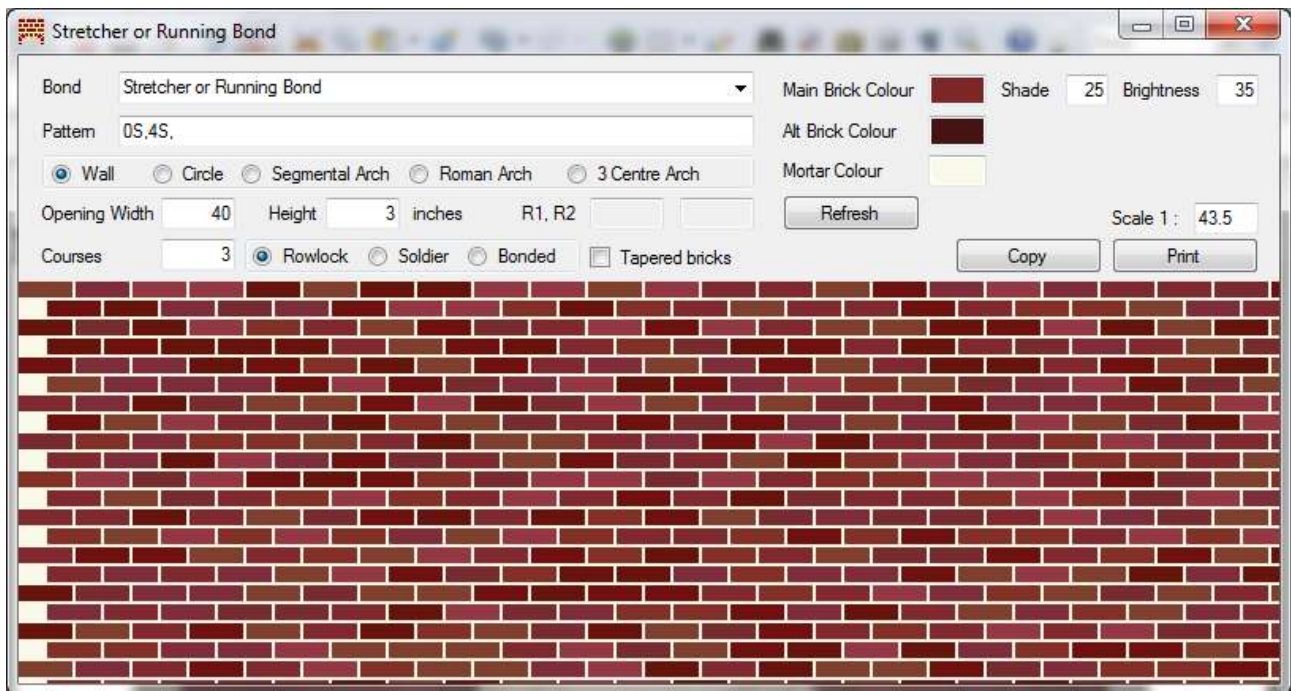 Stretcher or Running Bond
Bond Stretcher or Running Bond Main Brick Colour Shade 25 Brightness 35
Pattern 0S,4S, Alt Brick Colour
Wall Circle Segmental Arch Roman Arch 3 Centre Arch Mortar Colour
Opening Width 40 Height 3 inches R1, R2 Refresh Scale 1 : 43.5
Courses 3 Rowlock Soldier Bonded Tapered bricks Copy Print